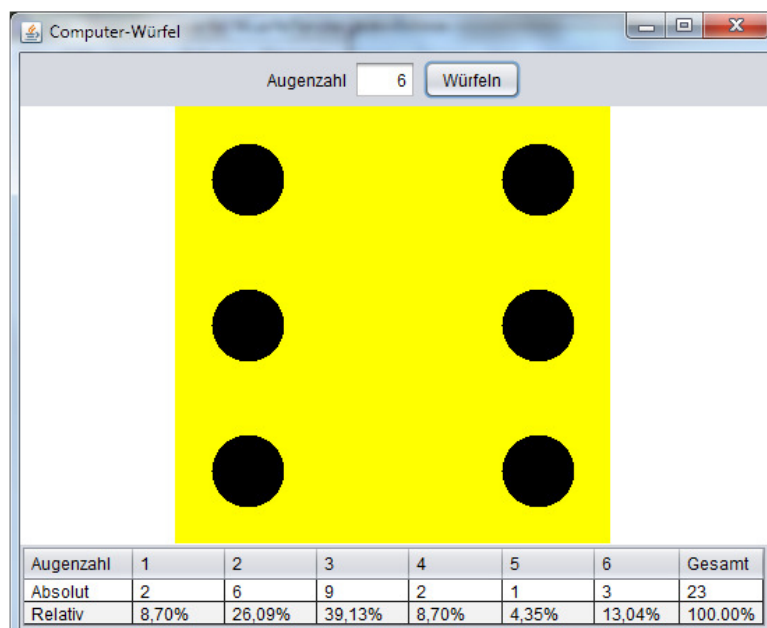 Computer-Würfel
Augenzahl 6 Würfeln
Augenzahl 1 2 3 4 5 6 Gesamt
Absolut 2 6 9 2 1 3 23
Relativ 8,70% 26,09% 39,13% 8,70% 4,35% 13,04% 100.00%